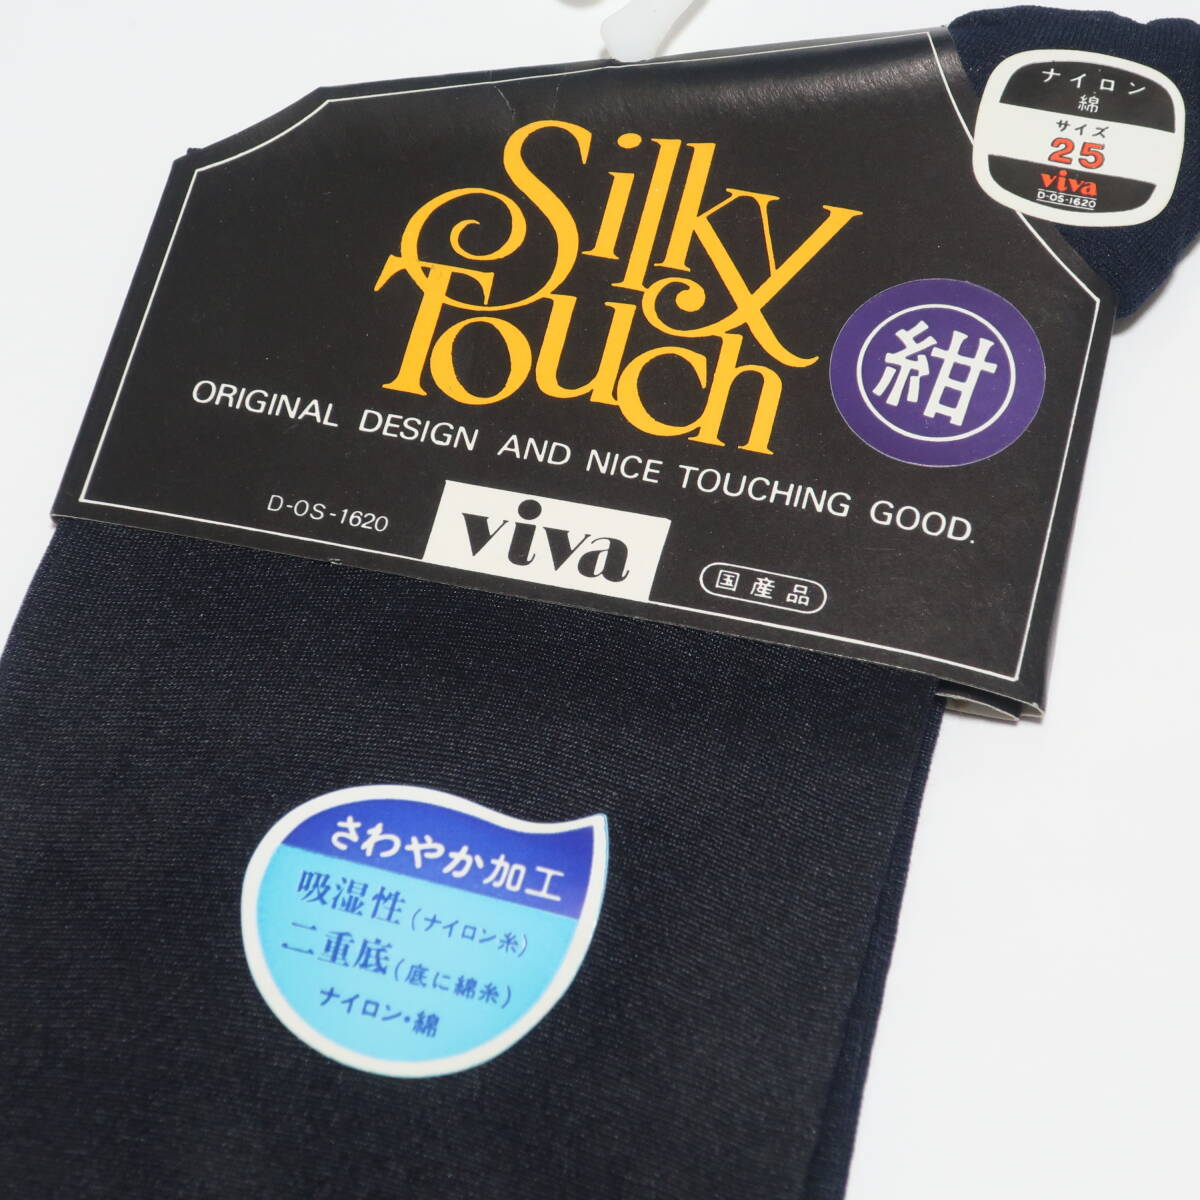 ナイロン
綿
サイズ
25
viva
D-OS-1620
Silky
Touch
紺
ORIGINAL DESIGN AND NICE TOUCHING GOOD.
D-OS-1620
viva
国産品
さわやか加工
吸湿性(ナイロン糸)
二重底(底に綿糸)
ナイロン・綿